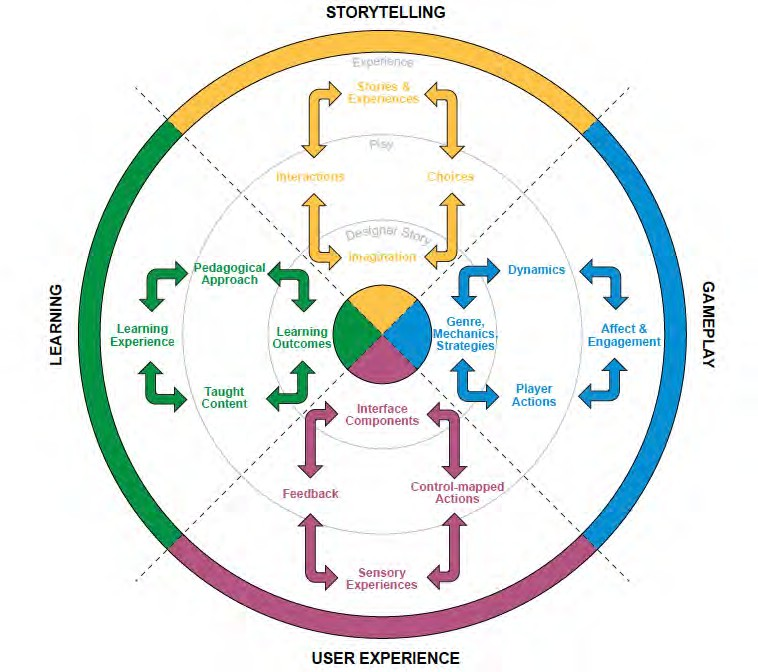 STORYTELLING
Experience
Stories &
Experiences
Play
Interactions
Choices
Designer Story
Imagination
LEARNING
Pedagogical
Approach
Learning
Experience
Learning
Outcomes
Taught
Content
Dynamics
Genre,
Mechanics,
Strategies
Affect &
Engagement
Player
Actions
GAMEPLAY
Interface
Components
Feedback
Control-mapped
Actions
Sensory
Experiences
USER EXPERIENCE